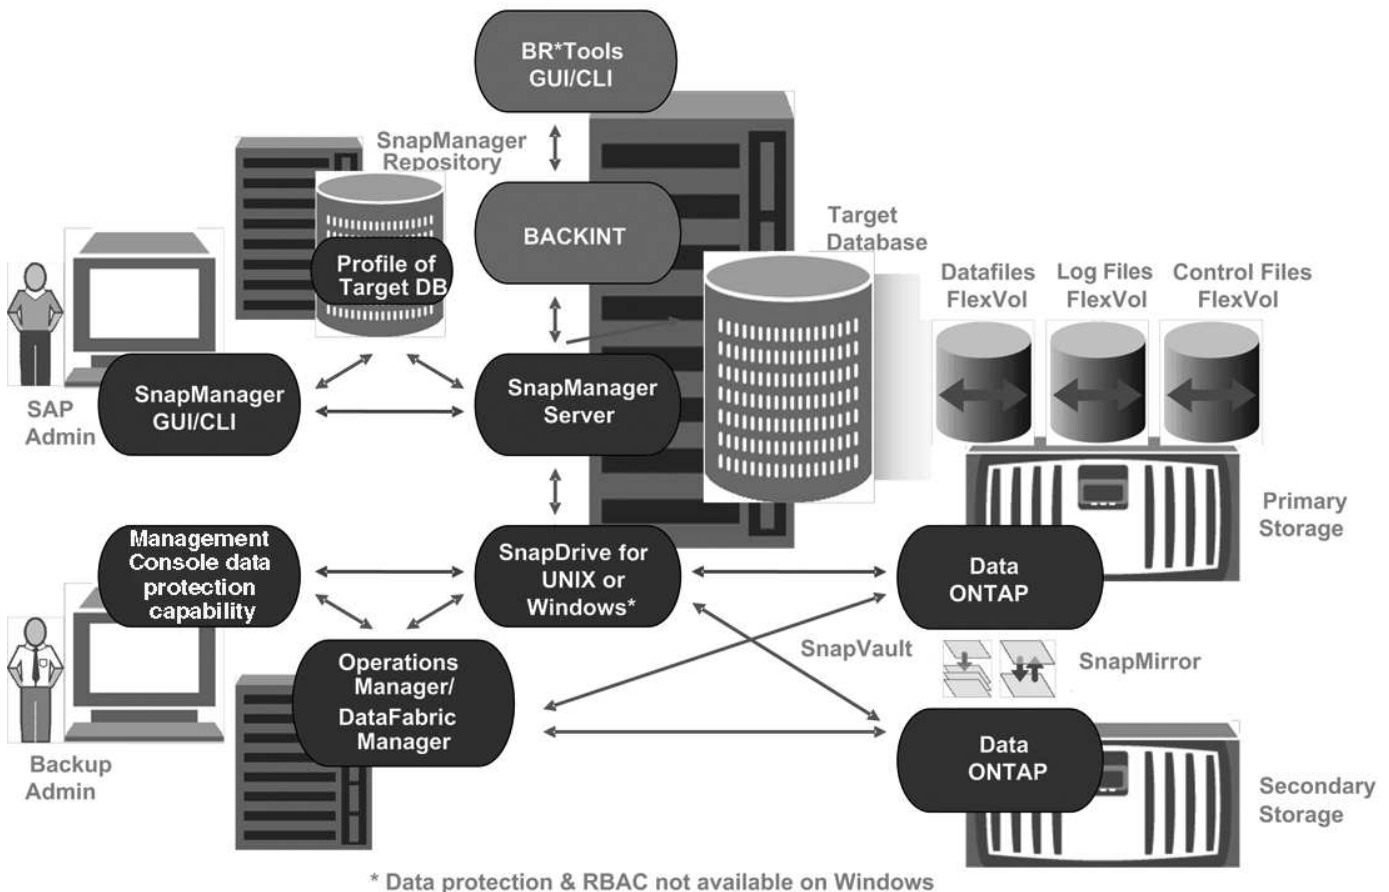 BR*Tools
GUI/CLI
SnapManager
Repository
BACKINT
Profile of
Target DB
Target
Database
Datafiles
FlexVol
Log Files
FlexVol
Control Files
FlexVol
SAP
Admin
SnapManager
GUI/CLI
SnapManager
Server
Primary
Storage
Management
Console data
protection
capability
SnapDrive for
UNIX or
Windows*
Data
ONTAP
SnapVault
SnapMirror
Operations
Manager/
DataFabric
Manager
Backup
Admin
Data
ONTAP
Secondary
Storage
* Data protection & RBAC not available on Windows